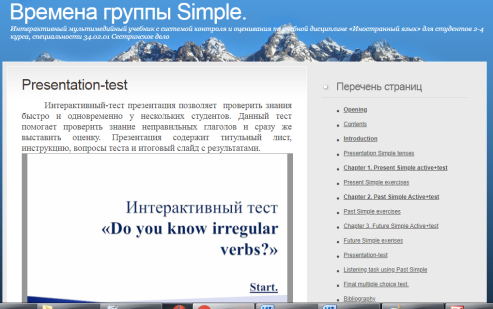 Времена группы Simple.
Интерактивный мультимедийный учебник с системой контроля и оценивания по учебной дисциплине «Иностранный язык» для студентов 2-4
курса, специальности 34.02.01 Сестринское дело
Presentation-test
Интерактивный-тест презентация позволяет проверить знания
быстро и одновременно у нескольких студентов. Данный тест
помогает проверить знание неправильных глаголов и сразу же
выставить оценку. Презентация содержит титульный лист,
инструкцию, вопросы теста и итоговый слайд с результатами.
Интерактивный тест
«Do you know irregular
verbs?»
Start.
Перечень страниц
Opening
Contents
Introduction
Presentation Simple tenses
Chapter 1. Present Simple active+test
Present Simple exercises
Chapter 2. Past Simple Active+test
Past Simple exercises
Chapter 3. Future Simple Active+test
Future Simple exerises
Presentation-test
Listening task using Past Simple
Final multiple choice test.
Bibliography